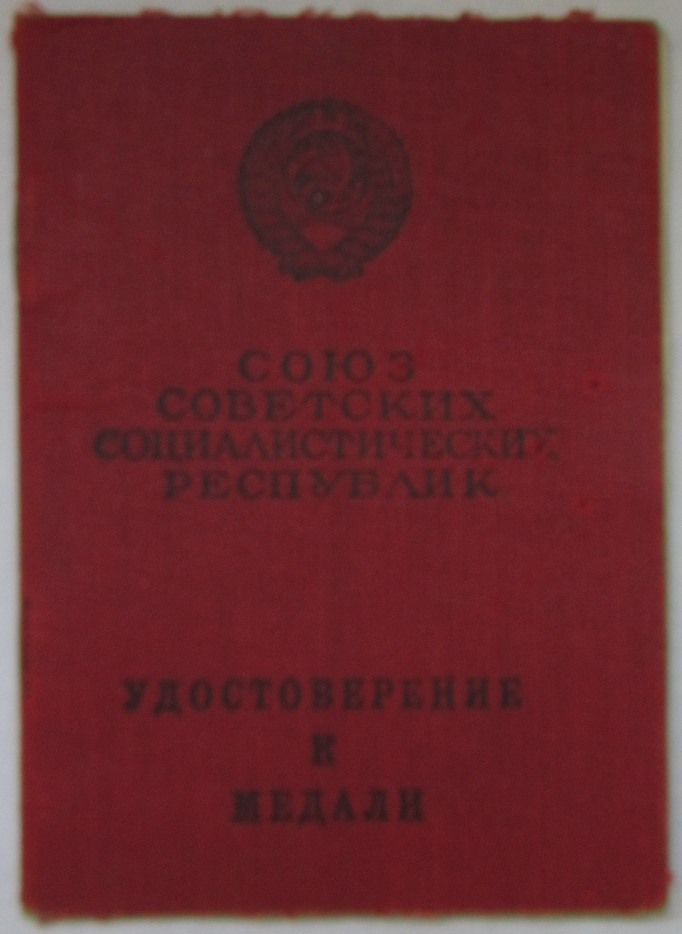 СОЮЗ
СОВЕТСКИХ
СОЦИАЛИСТИЧЕСКИХ
РЕСПУБЛИК
УДОСТОВЕРЕНИЕ
К
МЕДАЛИ